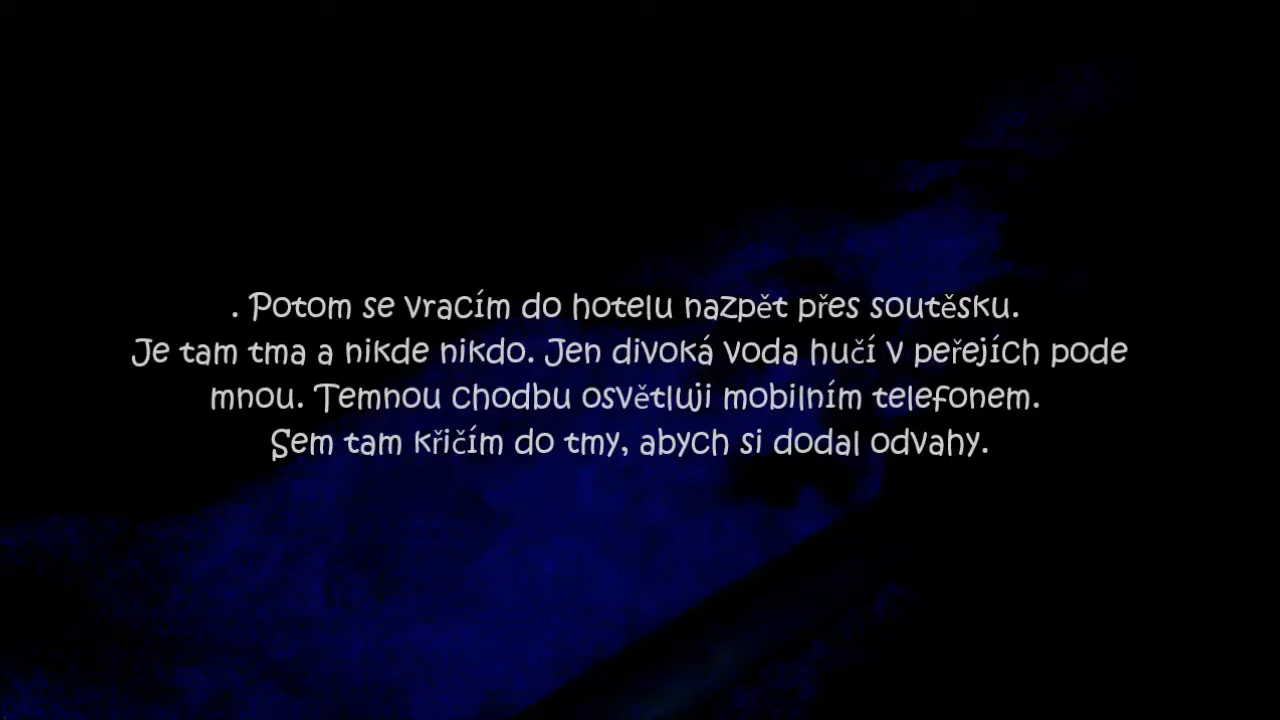 . Potom se vracím do hotelu nazpět přes soutěsku.
Je tam tma a nikde nikdo. Jen divoká voda hučí v peřejích pode
mnou. Temnou chodbu osvětluji mobilním telefonem.
Sem tam křičím do tmy, abych si dodal odvahy.